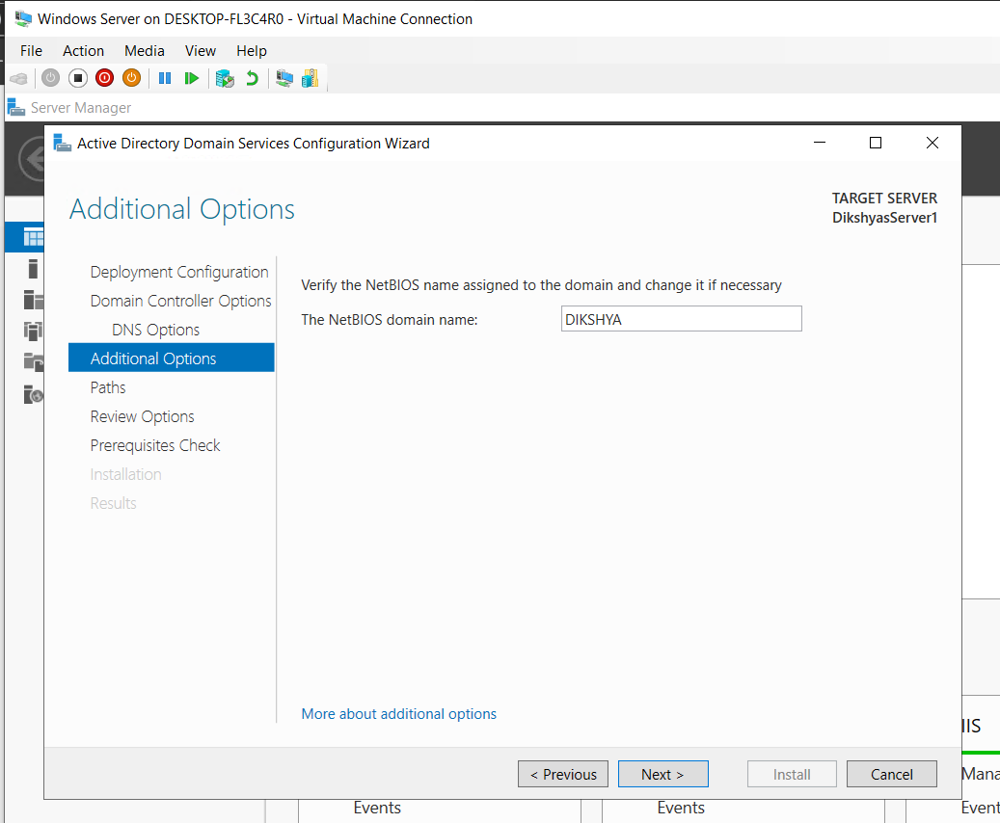 Windows Server on DESKTOP-FL3C4R0 - Virtual Machine Connection
File Action Media View Help
Server Manager
Active Directory Domain Services Configuration Wizard
Additional Options
TARGET SERVER
DikshyasServer1
Deployment Configuration
Domain Controller Options
DNS Options
Additional Options
Paths
Review Options
Prerequisites Check
Installation
Results
Verify the NetBIOS name assigned to the domain and change it if necessary
The NetBIOS domain name: DIKSHYA
More about additional options
< Previous Next > Install Cancel
IIS
Mana
Events Events Event